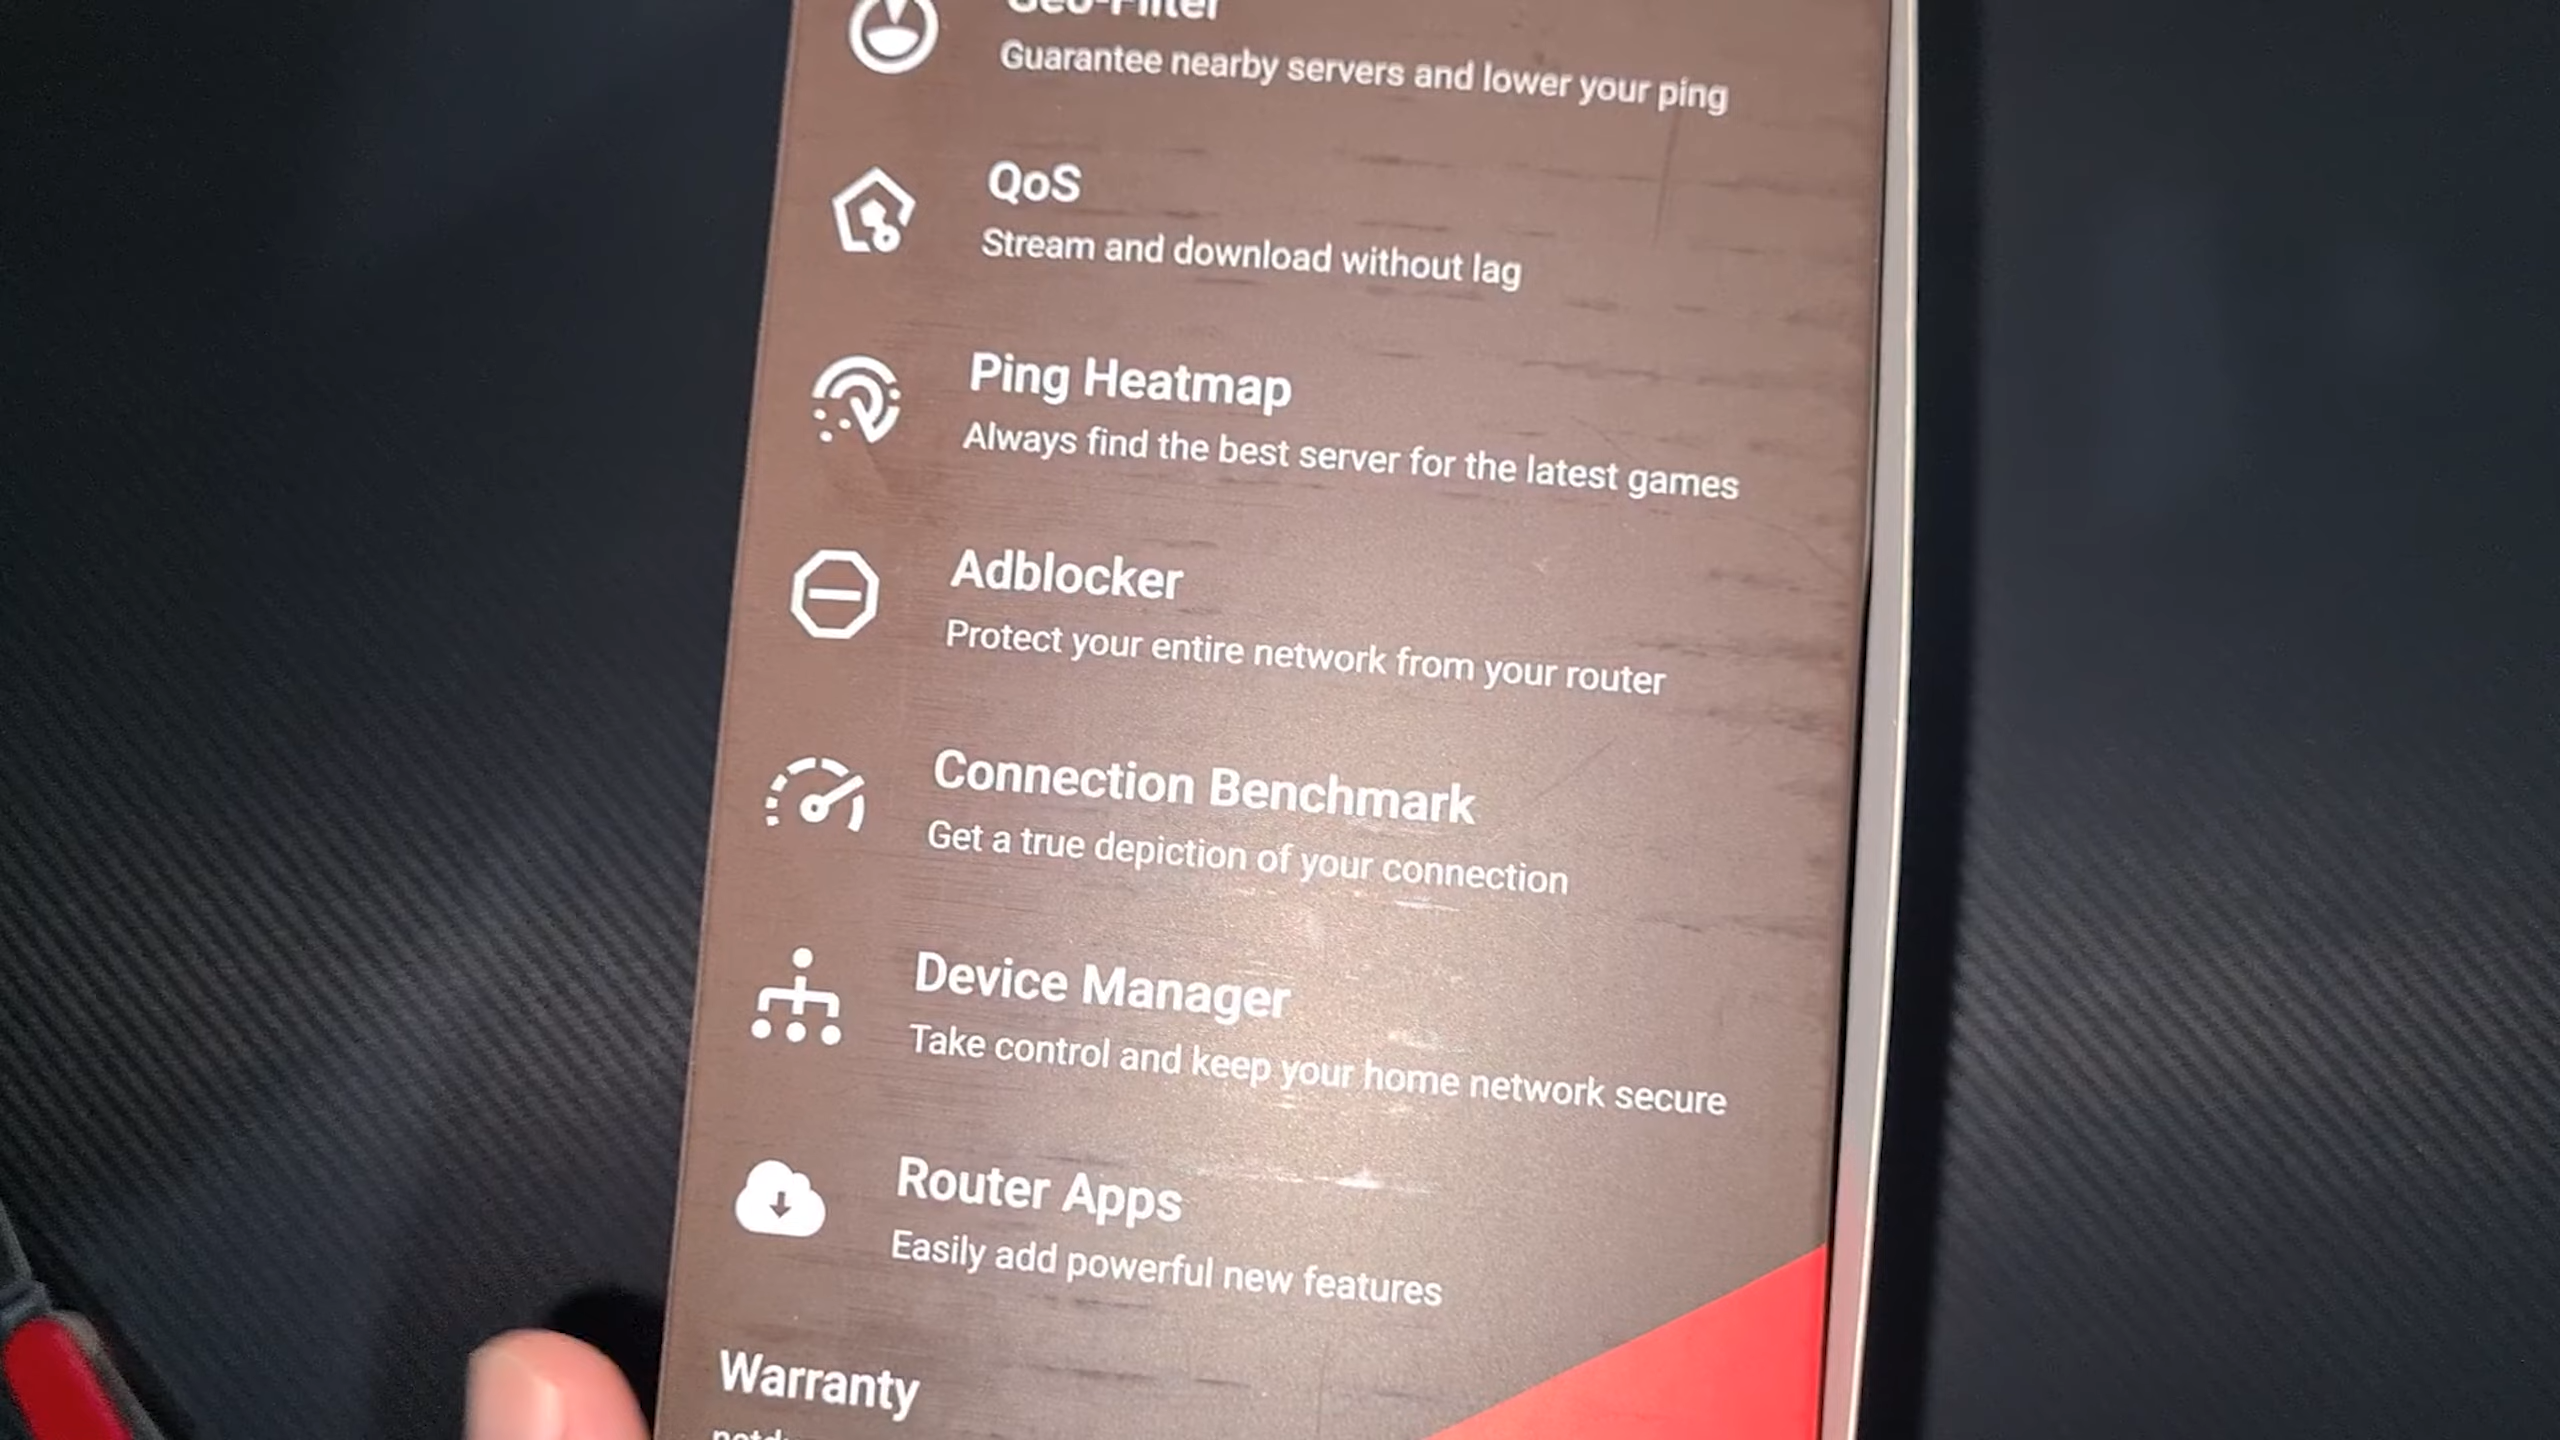 Geo-Filter
Guarantee nearby servers and lower your ping
QoS
Stream and download without lag
Ping Heatmap
Always find the best server for the latest games
Adblocker
Protect your entire network from your router
Connection Benchmark
Get a true depiction of your connection
Device Manager
Take control and keep your home network secure
Router Apps
Easily add powerful new features
Warranty